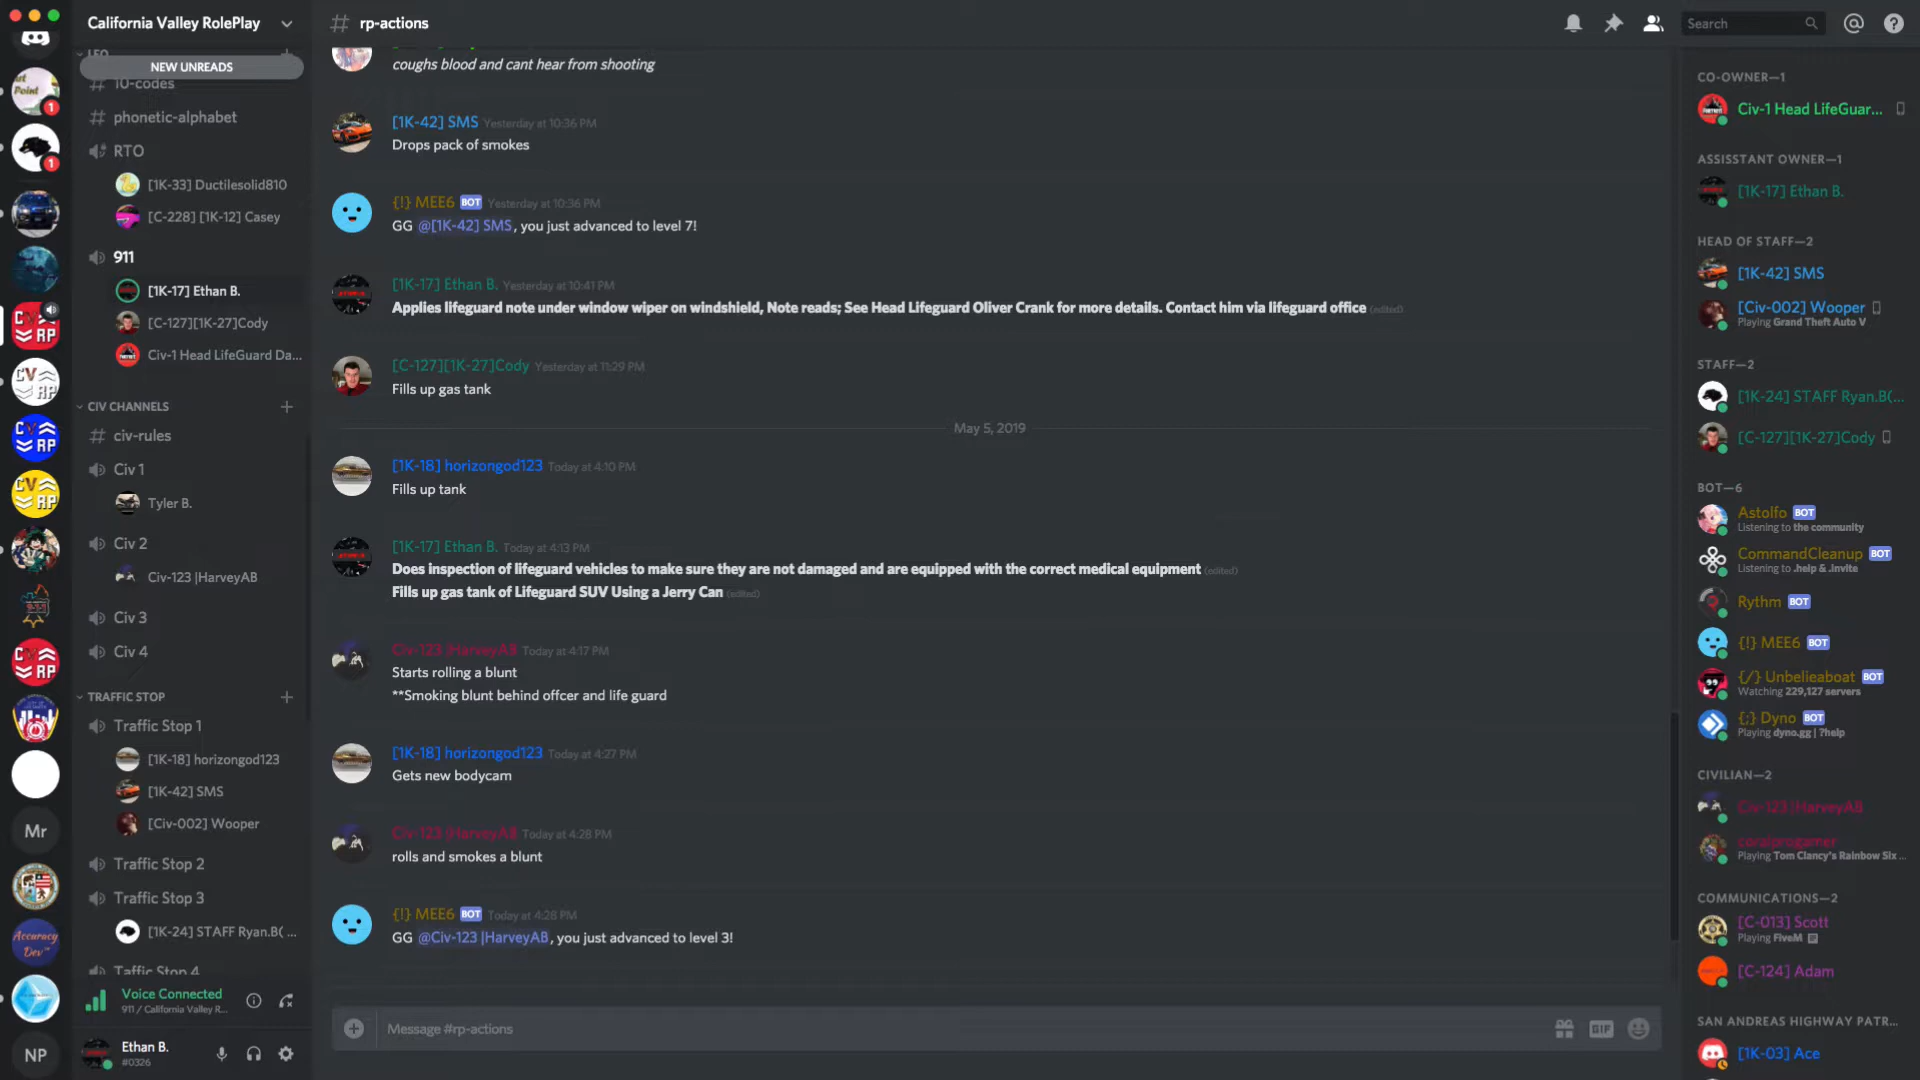 California Valley RolePlay
NEW UNREADS
10-codes
phonetic-alphabet
RTO
[1K-33] Ductilesolid810
[C-228] [1K-12] Casey
911
[1K-17] Ethan B.
[C-127][1K-27]Cody
Civ-1 Head LifeGuard Da...
CIV CHANNELS
civ-rules
Civ 1
Tyler B.
Civ 2
Civ-123 |HarveyAB
Civ 3
Civ 4
TRAFFIC STOP
Traffic Stop 1
[1K-18] horizongod123
[1K-42] SMS
[Civ-002] Wooper
Traffic Stop 2
Traffic Stop 3
[1K-24] STAFF Ryan.B( ...
Taffic Stop 4
Voice Connected
911 / California Valley R...
Ethan B.
#0326
Mr
NP
# rp-actions
coughs blood and cant hear from shooting
[1K-42] SMS Yesterday at 10:36 PM
Drops pack of smokes
{!} MEE6 BOT Yesterday at 10:36 PM
GG @[1K-42] SMS, you just advanced to level 7!
[1K-17] Ethan B. Yesterday at 10:41 PM
Applies lifeguard note under window wiper on windshield, Note reads; See Head Lifeguard Oliver Crank for more details. Contact him via lifeguard office (edited)
[C-127][1K-27]Cody Yesterday at 11:29 PM
Fills up gas tank
May 5, 2019
[1K-18] horizongod123 Today at 4:10 PM
Fills up tank
[1K-17] Ethan B. Today at 4:13 PM
Does inspection of lifeguard vehicles to make sure they are not damaged and are equipped with the correct medical equipment (edited)
Fills up gas tank of Lifeguard SUV Using a Jerry Can (edited)
Civ-123 |HarveyAB Today at 4:17 PM
Starts rolling a blunt
**Smoking blunt behind offcer and life guard
[1K-18] horizongod123 Today at 4:27 PM
Gets new bodycam
Civ-123 |HarveyAB Today at 4:28 PM
rolls and smokes a blunt
{!} MEE6 BOT Today at 4:28 PM
GG @Civ-123 |HarveyAB, you just advanced to level 3!
Message #rp-actions
GIF
Search
CO-OWNER—1
Civ-1 Head LifeGuar...
ASSISSTANT OWNER—1
[1K-17] Ethan B.
HEAD OF STAFF—2
[1K-42] SMS
[Civ-002] Wooper
Playing Grand Theft Auto V
STAFF—2
[1K-24] STAFF Ryan.B(...
[C-127][1K-27]Cody
BOT—6
Astolfo BOT
Listening to the community
CommandCleanup BOT
Listening to .help & .invite
Rythm BOT
{!} MEE6 BOT
{/} Unbelieaboat BOT
Watching 229,127 servers
{;} Dyno BOT
Playing dyno.gg | ?help
CIVILIAN—2
Civ-123 |HarveyAB
coralprogamer
Playing Tom Clancy's Rainbow Six ...
COMMUNICATIONS—2
[C-013] Scott
Playing FiveM
[C-124] Adam
SAN ANDREAS HIGHWAY PATR...
[1K-03] Ace